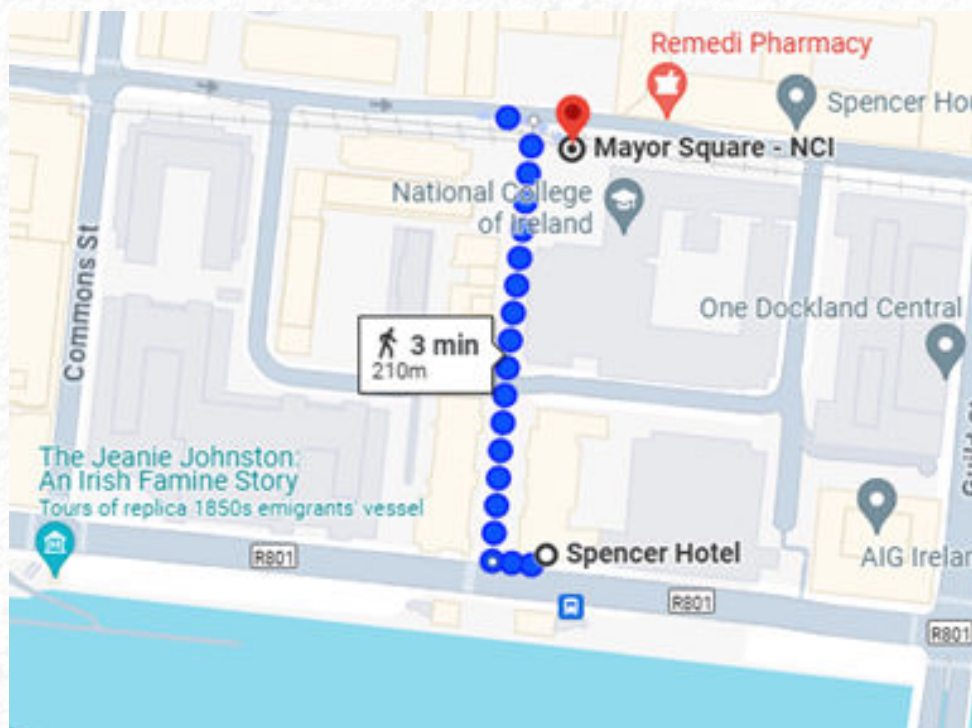 Remedi Pharmacy
Spencer Hou
Mayor Square - NCI
National College
of Ireland
Commons St
One Dockland Central
3 min
210m
The Jeanie Johnston:
An Irish Famine Story
Tours of replica 1850s emigrants' vessel
R801
Spencer Hotel
AIG Irelan
R801
R801